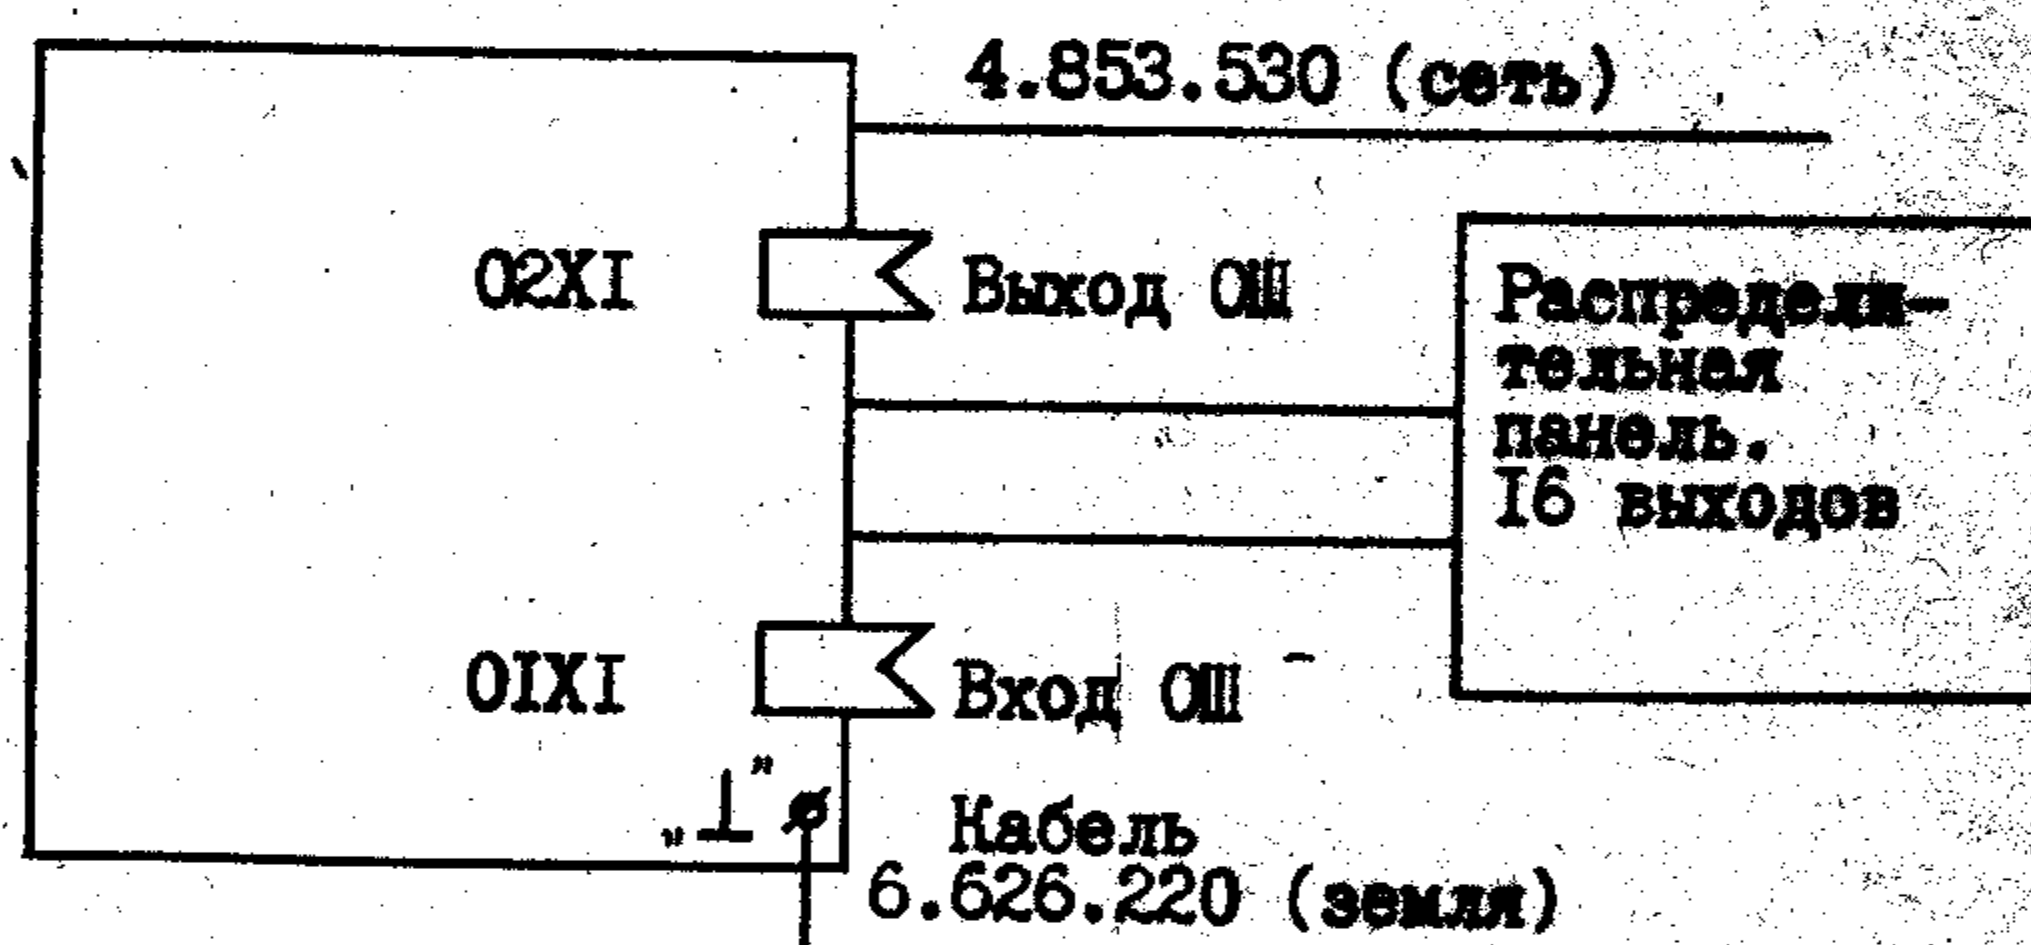 4.853.530 (сеть)
02XI
Выход ОШ
Распредели-
тельная
панель.
I6 выходов
0IXI
Вход ОШ
"⊥"
Кабель
6.626.220 (земля)